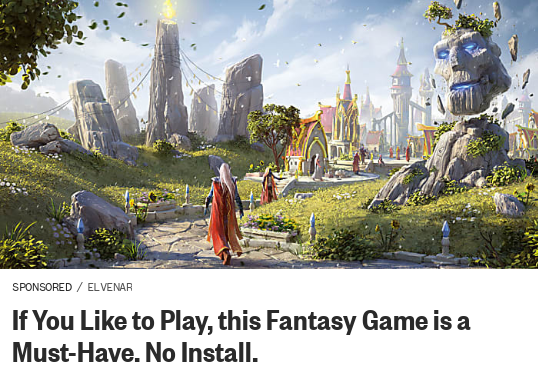 SPONSORED / ELVENAR
If You Like to Play, this Fantasy Game is a
Must-Have. No Install.